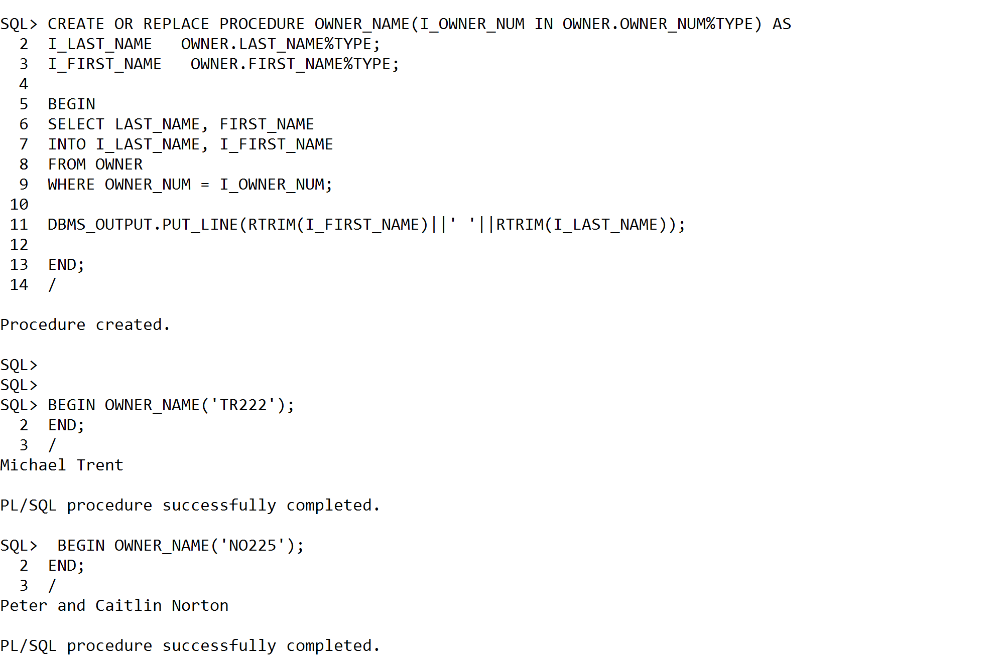 SQL> CREATE OR REPLACE PROCEDURE OWNER_NAME(I_OWNER_NUM IN OWNER.OWNER_NUM%TYPE) AS
  2  I_LAST_NAME   OWNER.LAST_NAME%TYPE;
  3  I_FIRST_NAME   OWNER.FIRST_NAME%TYPE;
  4
  5  BEGIN
  6  SELECT LAST_NAME, FIRST_NAME
  7  INTO I_LAST_NAME, I_FIRST_NAME
  8  FROM OWNER
  9  WHERE OWNER_NUM = I_OWNER_NUM;
 10
 11  DBMS_OUTPUT.PUT_LINE(RTRIM(I_FIRST_NAME)||' '||RTRIM(I_LAST_NAME));
 12
 13  END;
 14  /
Procedure created.
SQL>
SQL>
SQL> BEGIN OWNER_NAME('TR222');
  2  END;
  3  /
Michael Trent
PL/SQL procedure successfully completed.
SQL>  BEGIN OWNER_NAME('NO225');
  2  END;
  3  /
Peter and Caitlin Norton
PL/SQL procedure successfully completed.